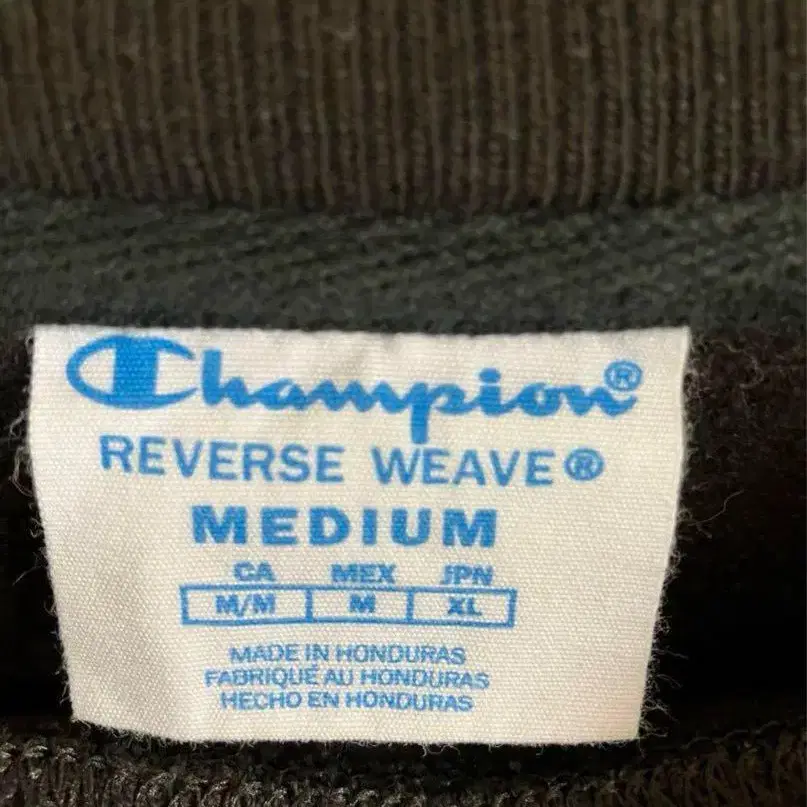 Champion®
REVERSE WEAVE®
MEDIUM
CA MEX JPN
M/M M XL
MADE IN HONDURAS
FABRIQUÉ AU HONDURAS
HECHO EN HONDURAS